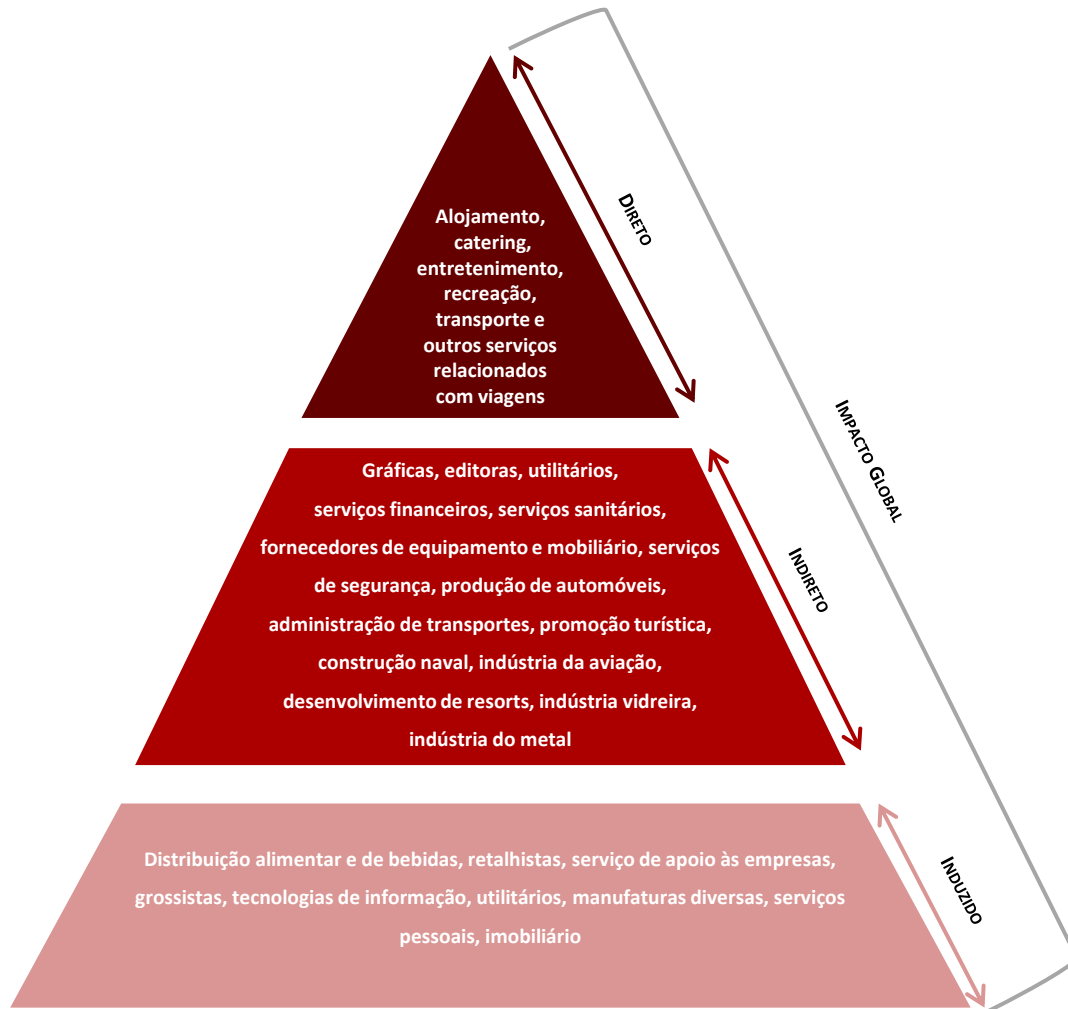 Alojamento,
catering,
entretenimento,
recreação,
transporte e
outros serviços
relacionados
com viagens
DIRETO
Gráficas, editoras, utilitários,
serviços financeiros, serviços sanitários,
fornecedores de equipamento e mobiliário, serviços
de segurança, produção de automóveis,
administração de transportes, promoção turística,
construção naval, indústria da aviação,
desenvolvimento de resorts, indústria vidreira,
indústria do metal
INDIRETO
IMPACTO GLOBAL
Distribuição alimentar e de bebidas, retalhistas, serviço de apoio às empresas,
grossistas, tecnologias de informação, utilitários, manufaturas diversas, serviços
pessoais, imobiliário
INDUZIDO